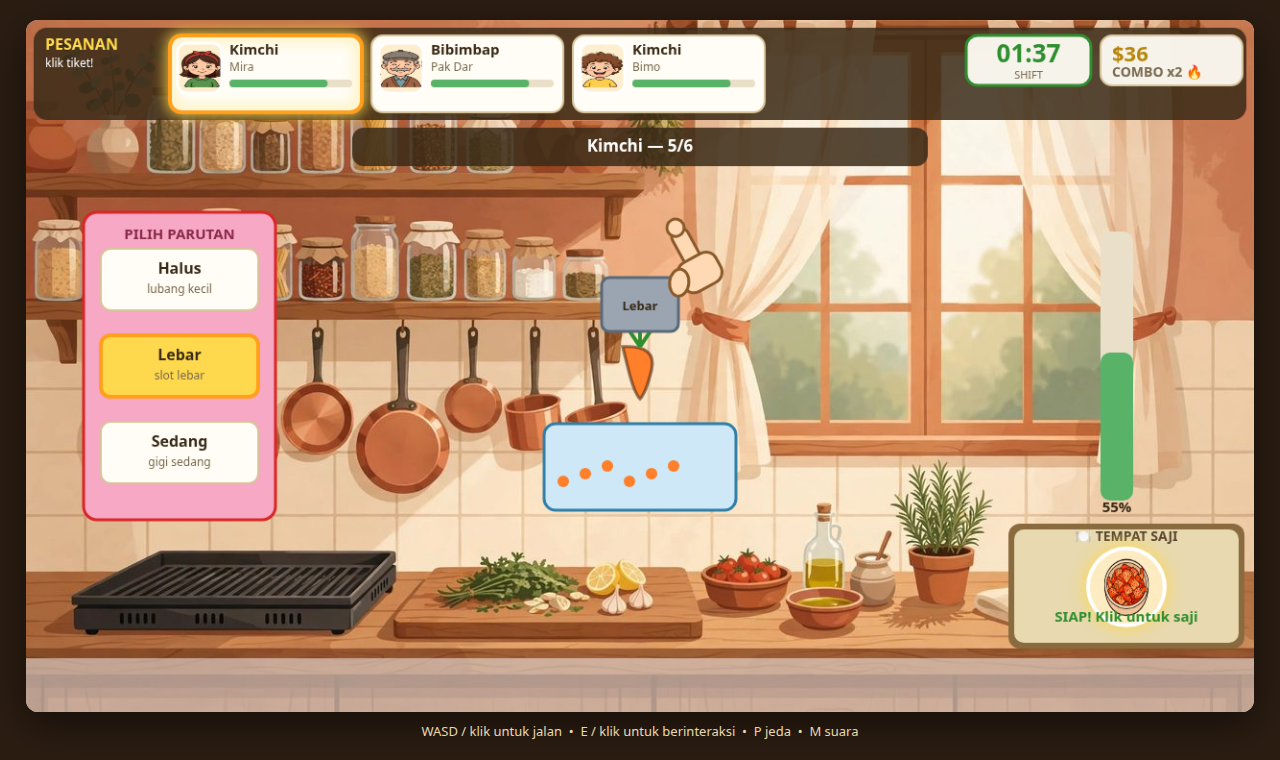 PESANAN
klik tiket!
Kimchi
Mira
Bibimbap
Pak Dar
Kimchi
Bimo
01:37
SHIFT
$36
COMBO x2 🔥
Kimchi — 5/6
PILIH PARUTAN
Halus
lubang kecil
Lebar
slot lebar
Sedang
gigi sedang
Lebar
55%
🍽️ TEMPAT SAJI
SIAP! Klik untuk saji
WASD / klik untuk jalan • E / klik untuk berinteraksi • P jeda • M suara